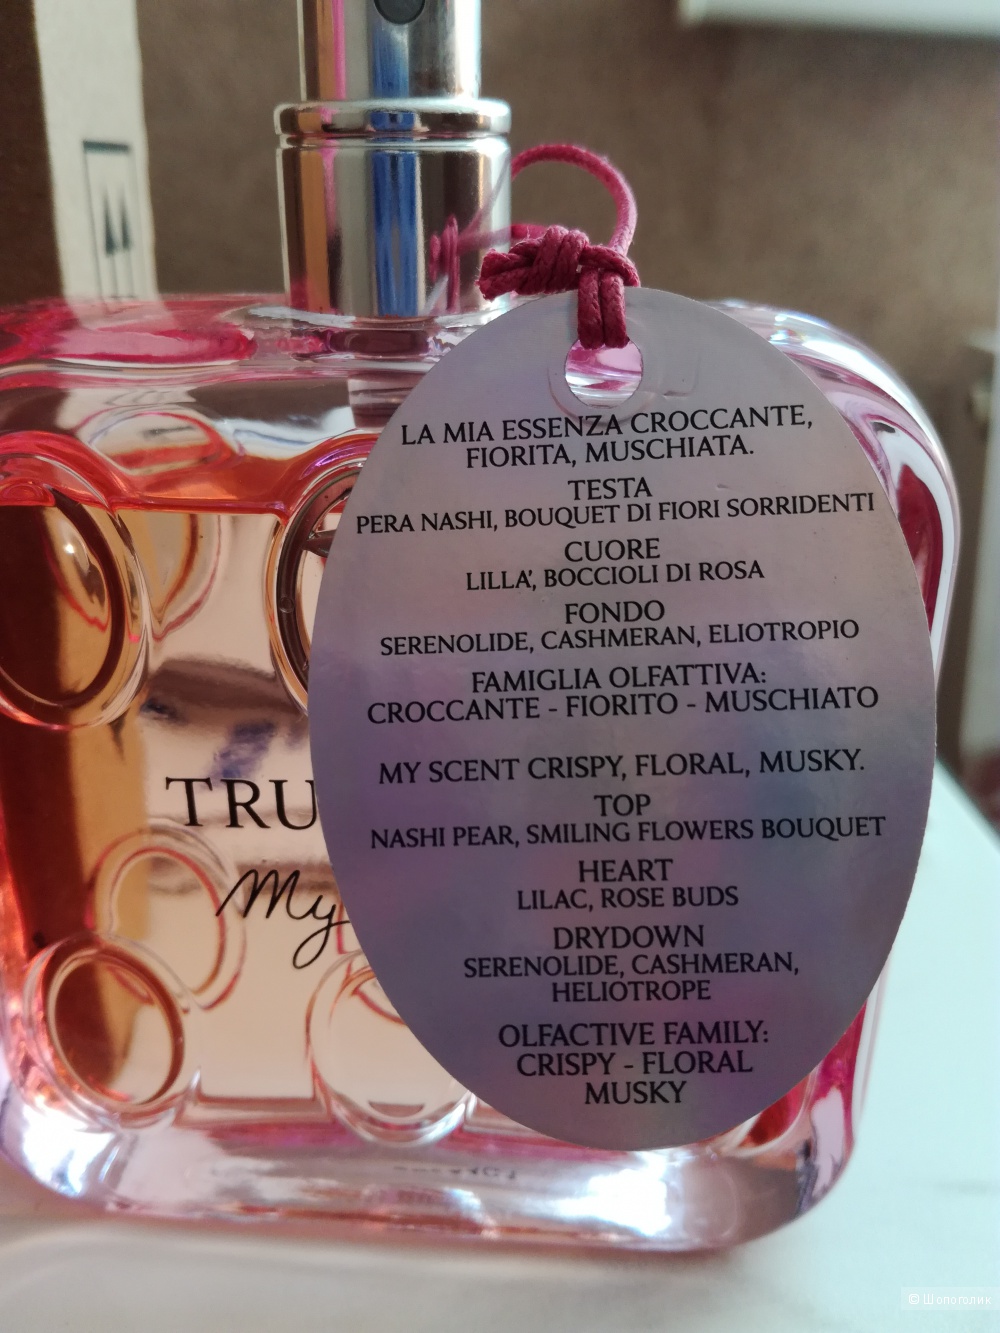 LA MIA ESSENZA CROCCANTE,
FIORITA, MUSCHIATA.
TESTA
PERA NASHI, BOUQUET DI FIORI SORRIDENTI
CUORE
LILLA', BOCCIOLI DI ROSA
FONDO
SERENOLIDE, CASHMERAN, ELIOTROPIO
FAMIGLIA OLFATTIVA:
CROCCANTE - FIORITO - MUSCHIATO
MY SCENT CRISPY, FLORAL, MUSKY.
TOP
NASHI PEAR, SMILING FLOWERS BOUQUET
HEART
LILAC, ROSE BUDS
DRYDOWN
SERENOLIDE, CASHMERAN,
HELIOTROPE
OLFACTIVE FAMILY:
CRISPY - FLORAL
MUSKY
TRU
My
© Шопоголик